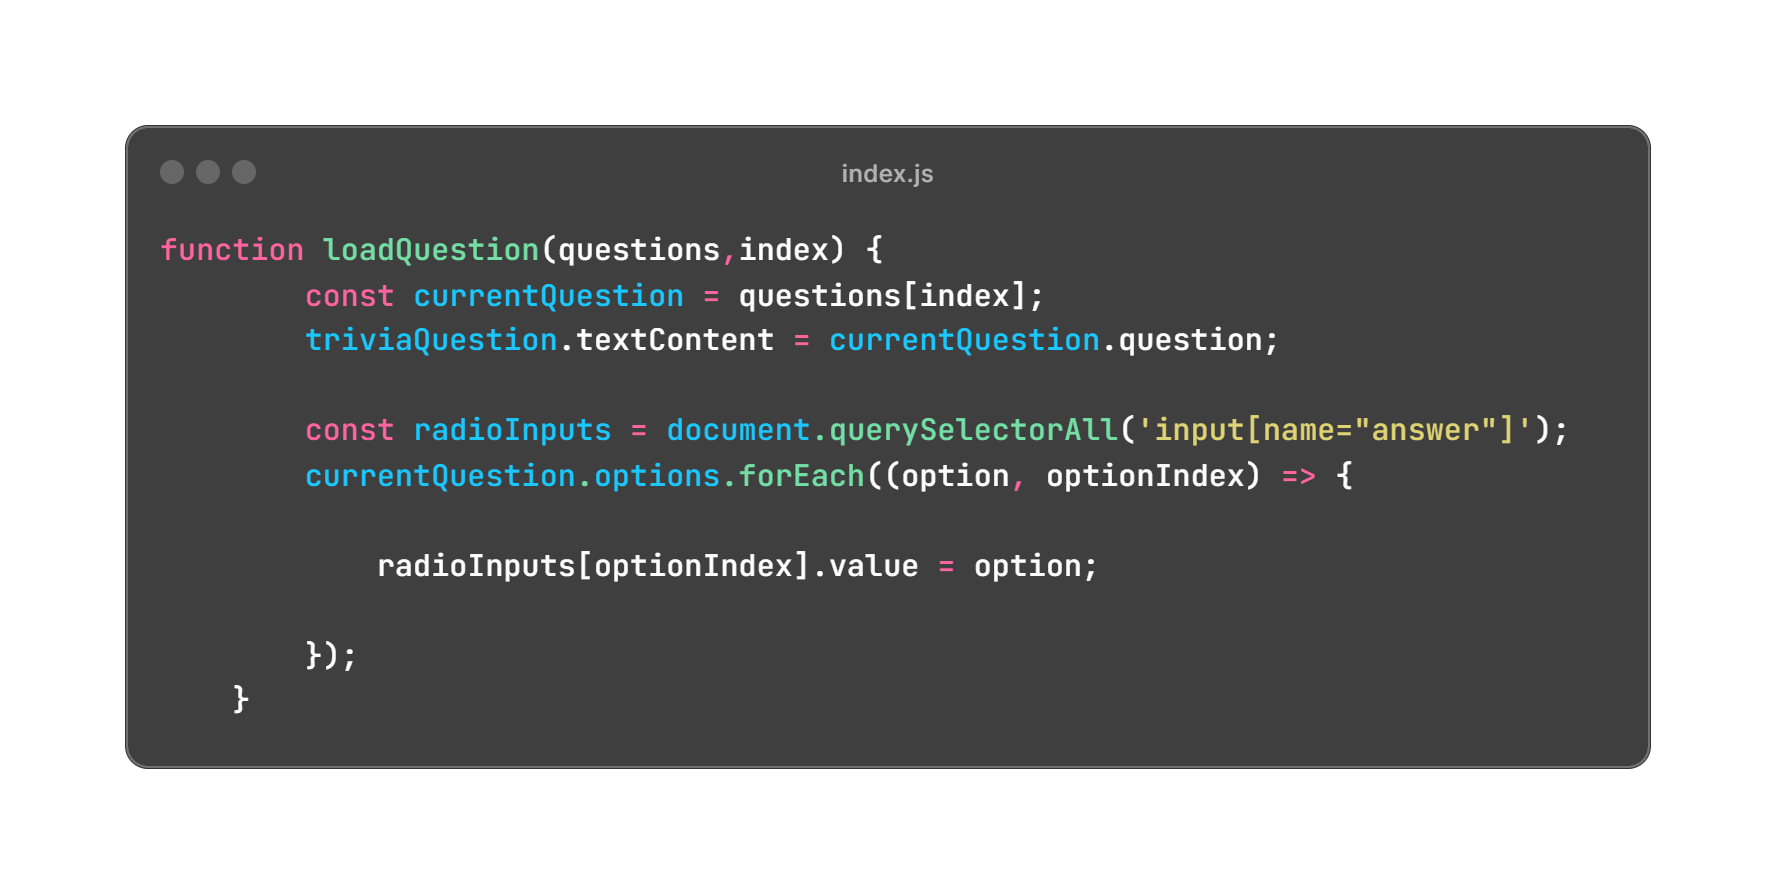 index.js
function loadQuestion(questions,index) {
        const currentQuestion = questions[index];
        triviaQuestion.textContent = currentQuestion.question;
        const radioInputs = document.querySelectorAll('input[name="answer"]');
        currentQuestion.options.forEach((option, optionIndex) => {
            radioInputs[optionIndex].value = option;
        });
    }